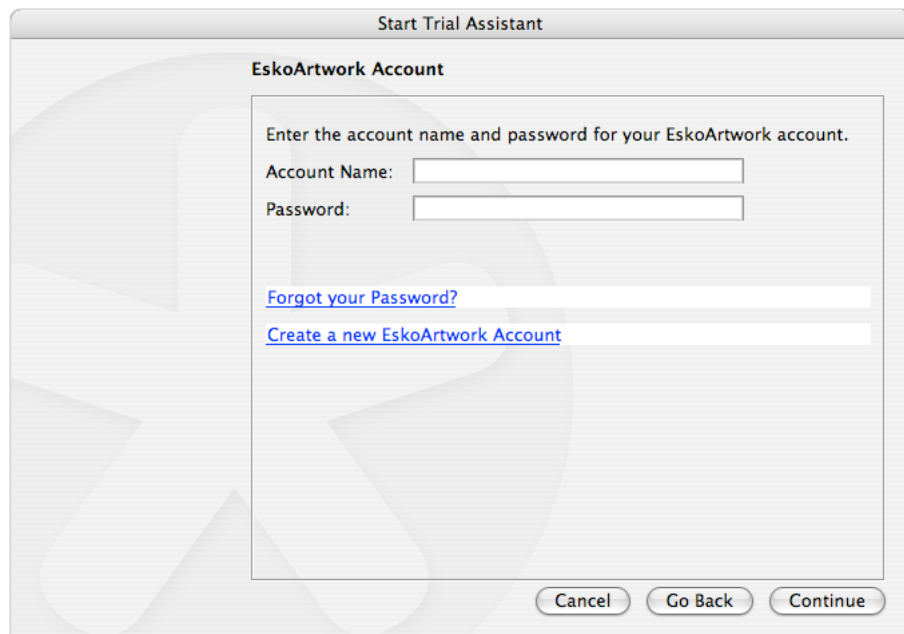 Start Trial Assistant
EskoArtwork Account
Enter the account name and password for your EskoArtwork account.
Account Name:
Password:
Forgot your Password?
Create a new EskoArtwork Account
Cancel Go Back Continue